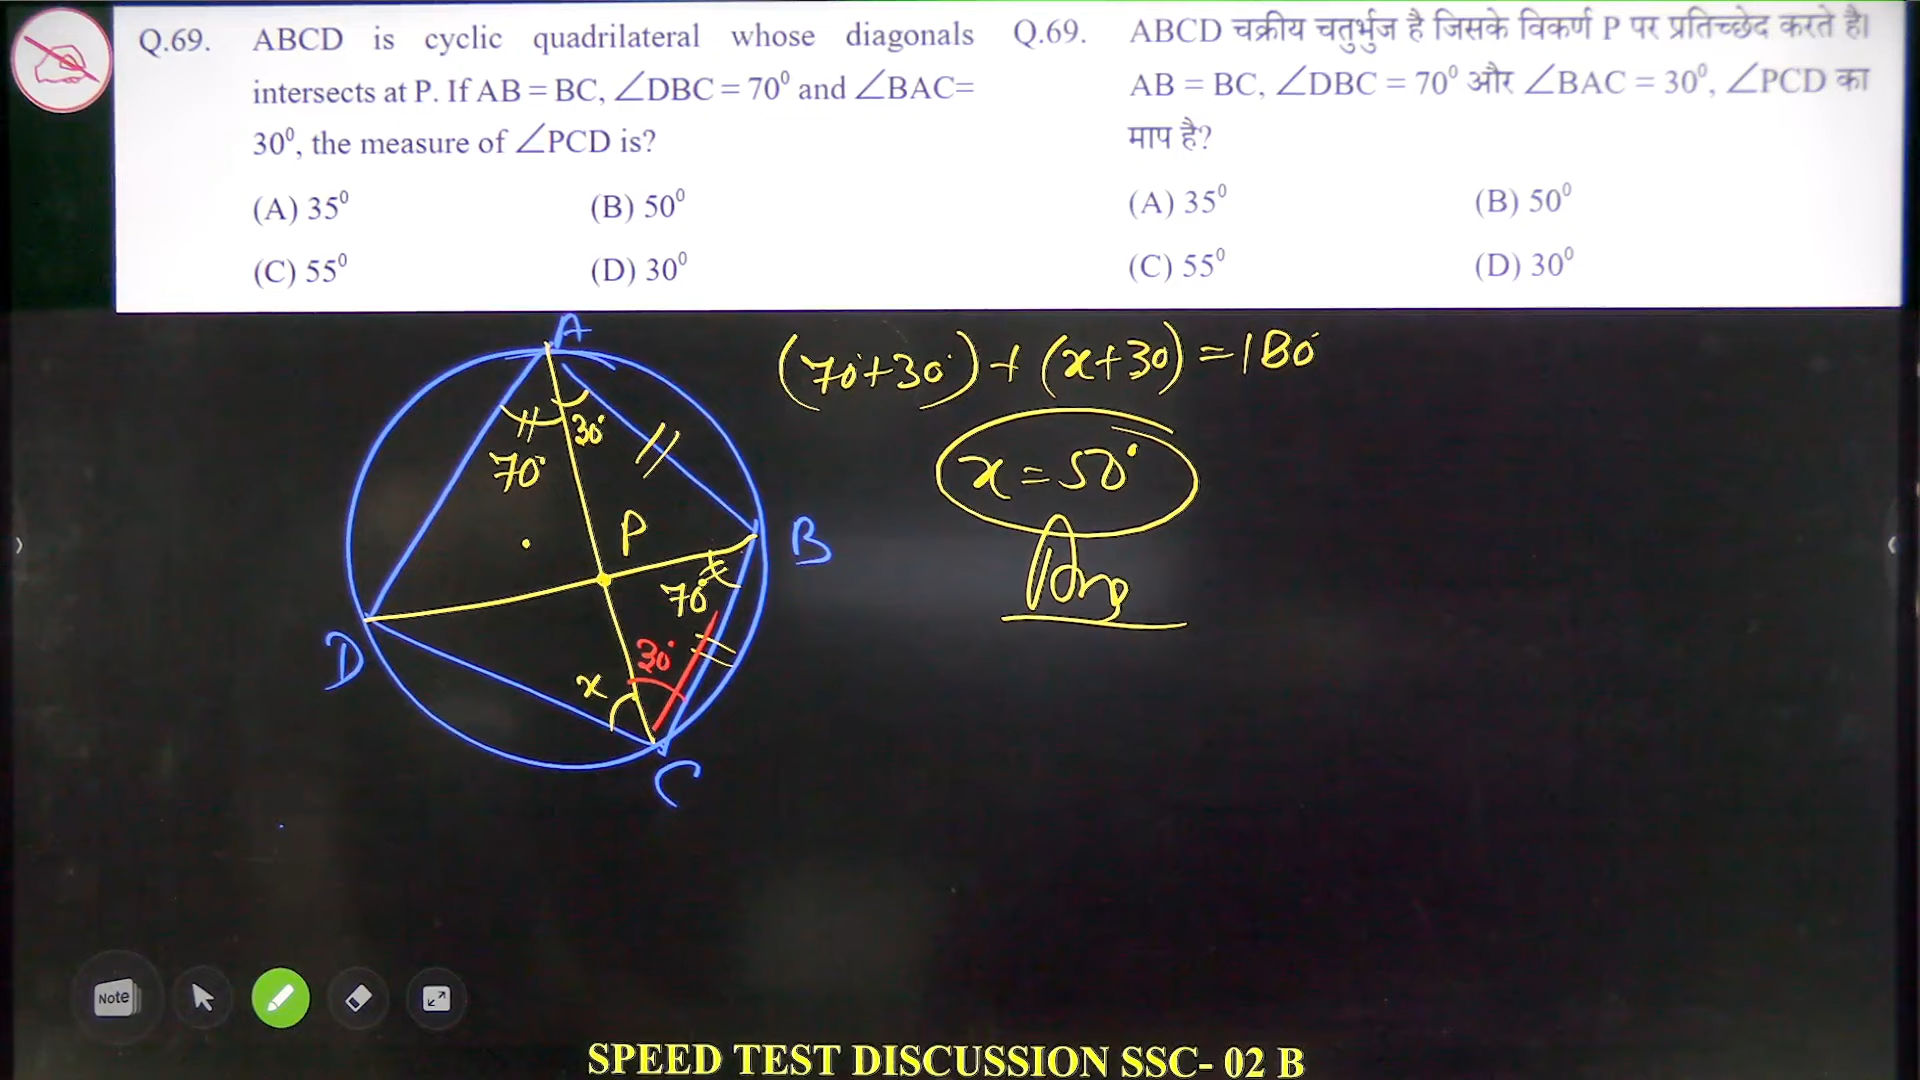 Q.69. ABCD is cyclic quadrilateral whose diagonals
intersects at P. If AB = BC, ∠DBC = 70⁰ and ∠BAC=
30⁰, the measure of ∠PCD is?
(A) 35⁰ (B) 50⁰
(C) 55⁰ (D) 30⁰
Q.69. ABCD चक्रीय चतुर्भुज है जिसके विकर्ण P पर प्रतिच्छेद करते है।
AB = BC, ∠DBC = 70⁰ और ∠BAC = 30⁰, ∠PCD का
माप है?
(A) 35⁰ (B) 50⁰
(C) 55⁰ (D) 30⁰
A
30°
70°
P
B
70°
D
30°
x
C
(70°+30°)+(x+30)=180°
x=50°
Ans
Note
SPEED TEST DISCUSSION SSC- 02 B